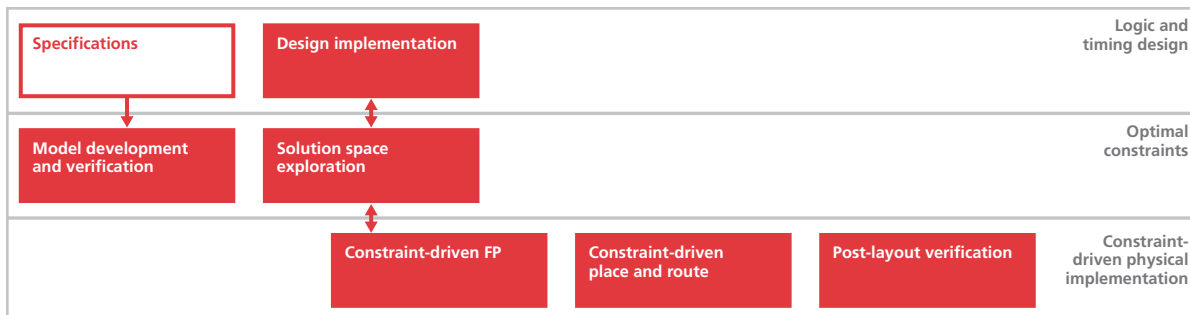 Specifications
Design implementation
Logic and
timing design
Model development
and verification
Solution space
exploration
Optimal
constraints
Constraint-driven FP
Constraint-driven
place and route
Post-layout verification
Constraint-
driven physical
implementation